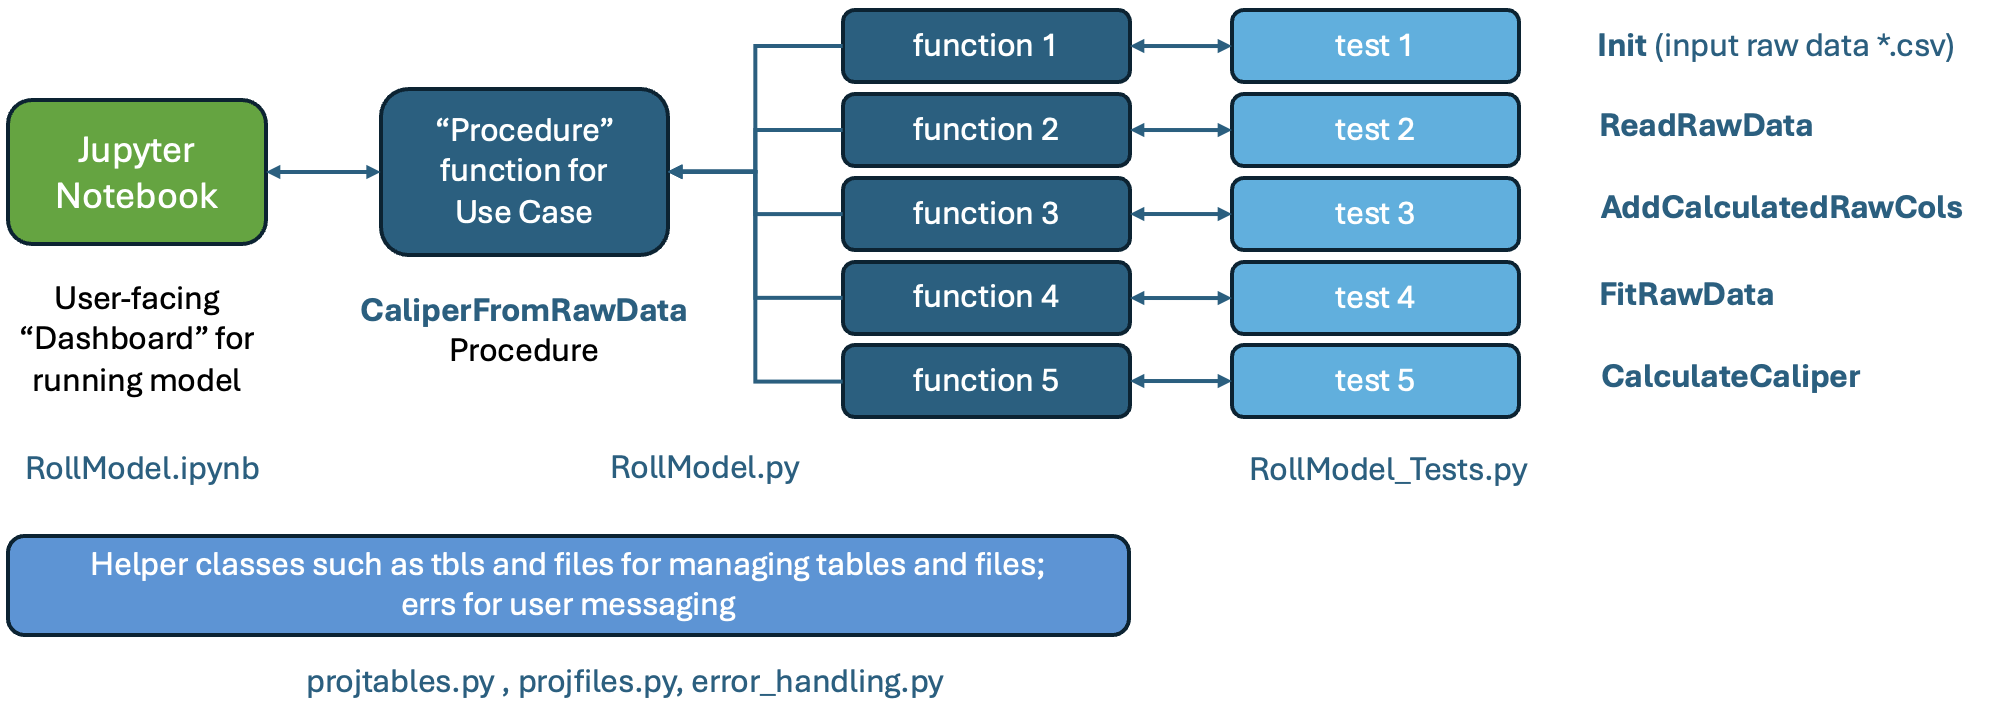 function 1
test 1
Init (input raw data *.csv)
function 2
test 2
ReadRawData
function 3
test 3
AddCalculatedRawCols
function 4
test 4
FitRawData
function 5
test 5
CalculateCaliper
Jupyter
Notebook
“Procedure”
function for
Use Case
User-facing
“Dashboard” for
running model
CaliperFromRawData
Procedure
RollModel.ipynb
RollModel.py
RollModel_Tests.py
Helper classes such as tbls and files for managing tables and files;
errs for user messaging
projtables.py , projfiles.py, error_handling.py